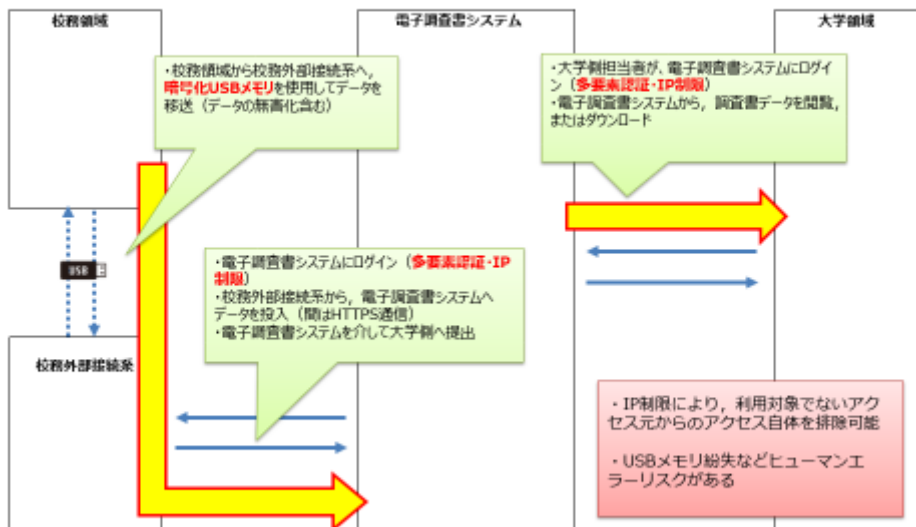 校務領域
電子調査書システム
大学領域
・校務領域から校務外部接続系へ，
暗号化USBメモリを使用してデータを
移送（データの無害化含む）
・大学側担当者が、電子調査書システムにログイ
ン（多要素認証・IP制限）
・電子調査書システムから，調査書データを閲覧，
またはダウンロード
USB
・電子調査書システムにログイン（多要素認証・IP
制限）
・校務外部接続系から，電子調査書システムへ
データを投入（間はHTTPS通信）
・電子調査書システムを介して大学側へ提出
校務外部接続系
・IP制限により，利用対象でないアク
セス元からのアクセス自体を排除可能
・USBメモリ紛失などヒューマンエ
ラーリスクがある